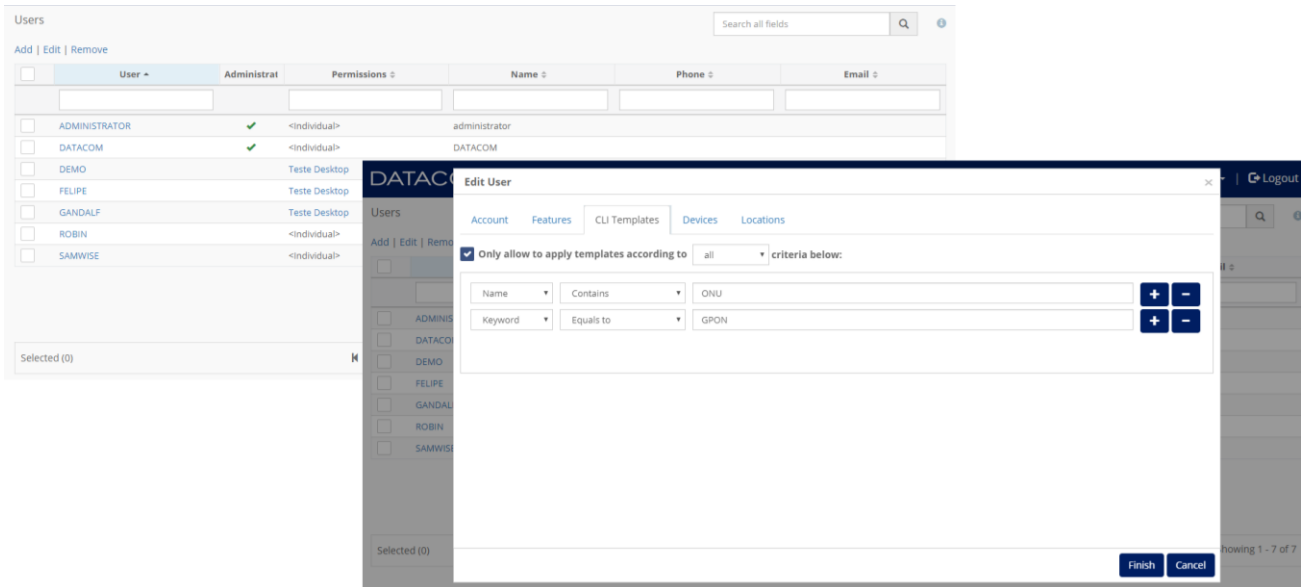 Users
Search all fields
Add | Edit | Remove
User Administrat Permissions Name Phone Email
ADMINISTRATOR <Individual> administrator
DATACOM <Individual> DATACOM
DEMO Teste Desktop
FELIPE Teste Desktop
GANDALF Teste Desktop
ROBIN <Individual>
SAMWISE <Individual>
Selected (0)
DATACO
Logout
Users
Add | Edit | Remo
ADMINIS
DATACO
DEMO
FELIPE
GANDAL
ROBIN
SAMWISE
Selected (0)
howing 1 - 7 of 7
Edit User ×
Account Features CLI Templates Devices Locations
Only allow to apply templates according to all criteria below:
Name Contains ONU + -
Keyword Equals to GPON + -
Finish Cancel